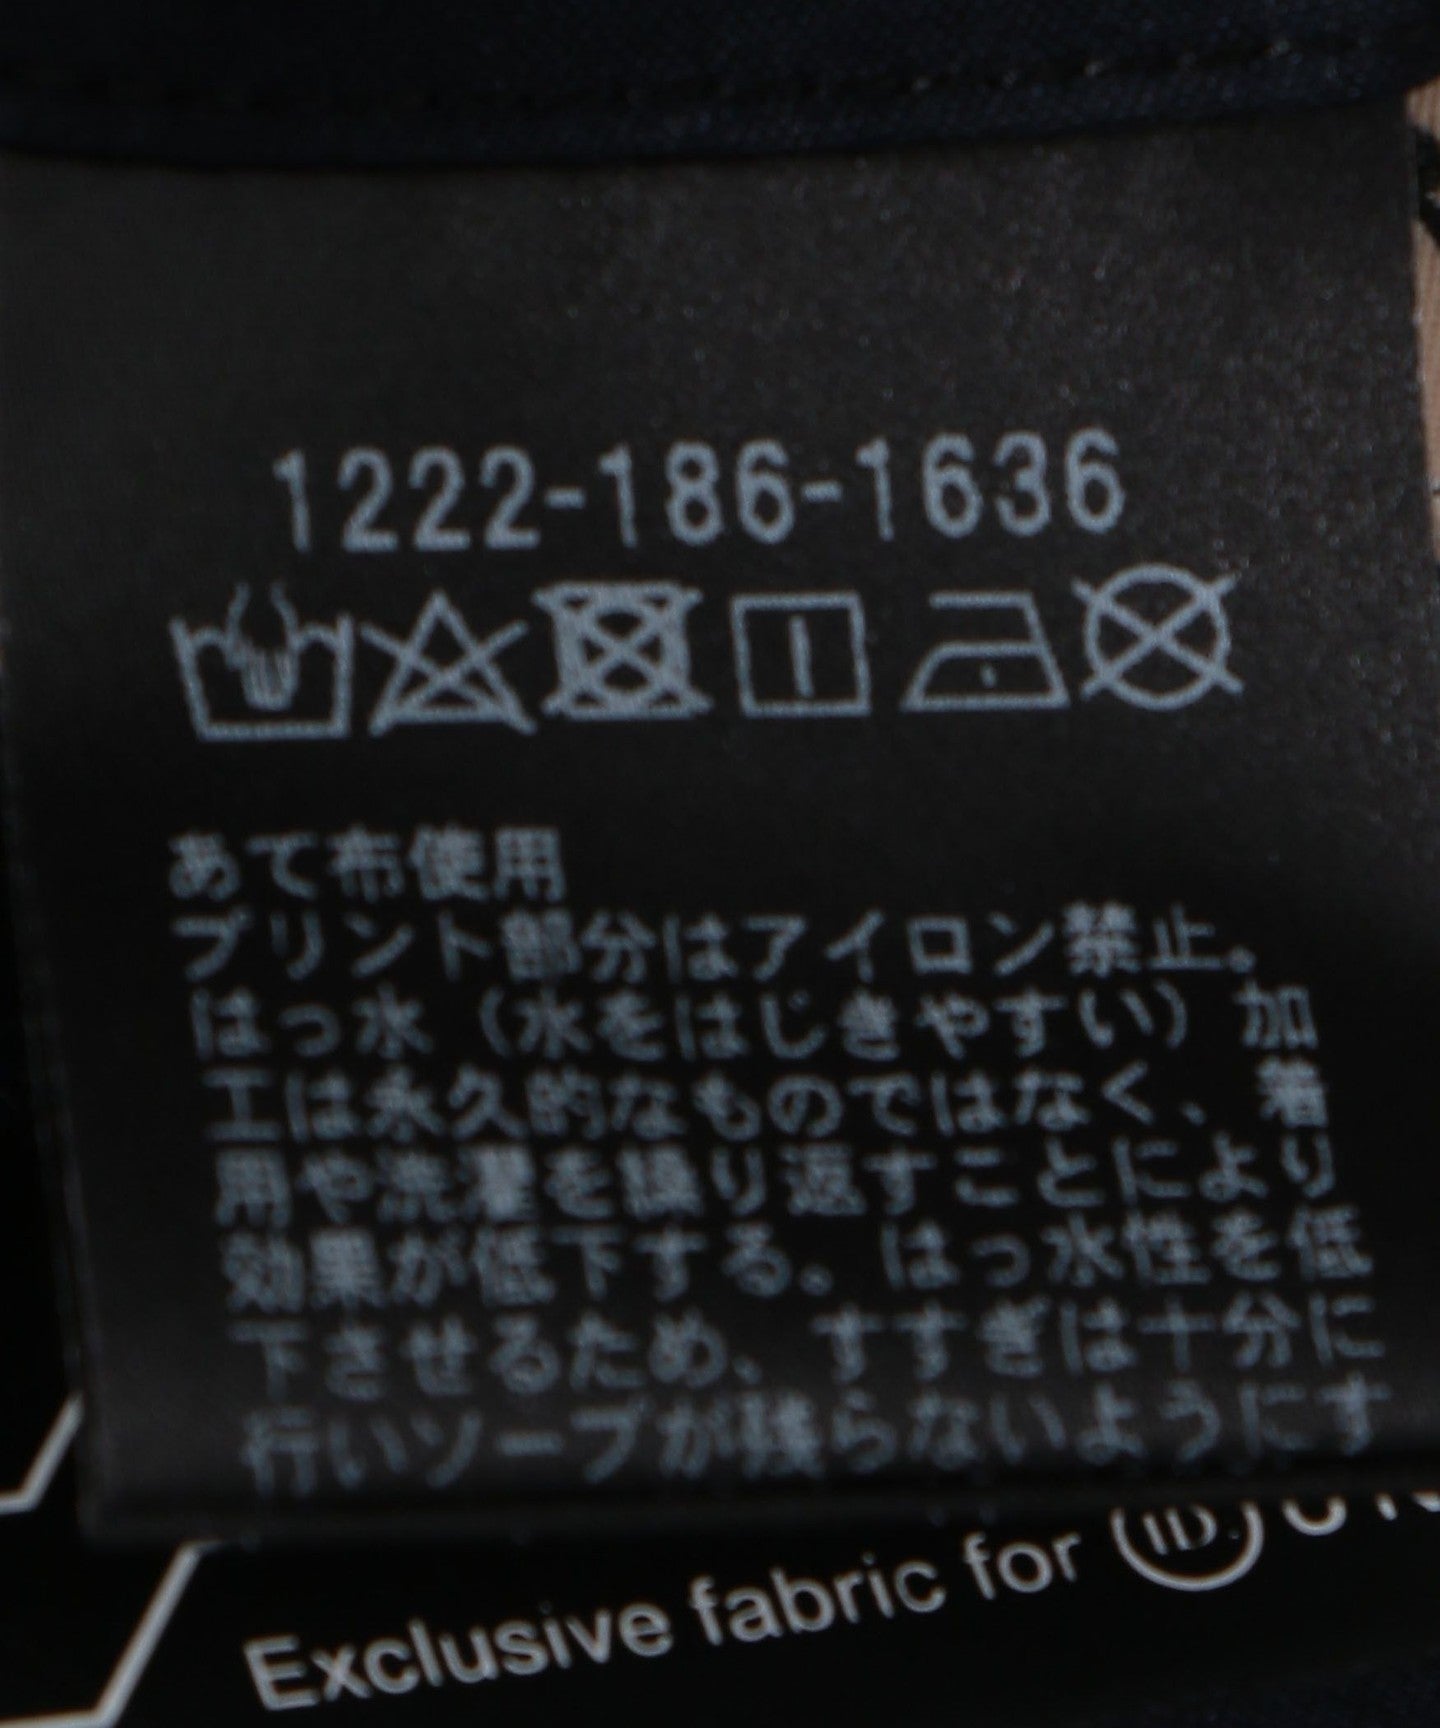 1222-186-1636
あて布使用
プリント部分はアイロン禁止。
はっ水（水をはじきやすい）加
工は永久的なものではなく、着
用や洗濯を繰り返すことにより
効果が低下する。はっ水性を低
下させるため、すすぎは十分に
行いソープが残らないようにす
Exclusive fabric for ID.